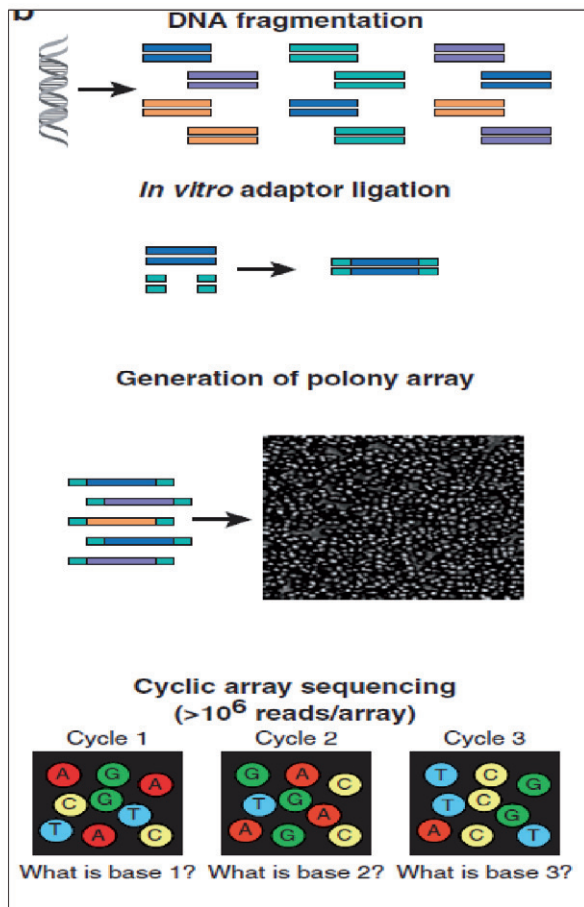 b
DNA fragmentation
In vitro adaptor ligation
Generation of polony array
Cyclic array sequencing
(>10⁶ reads/array)
Cycle 1 Cycle 2 Cycle 3
A G A G A C T C G
C G T T G A T C G
T A C A G C A C T
What is base 1? What is base 2? What is base 3?